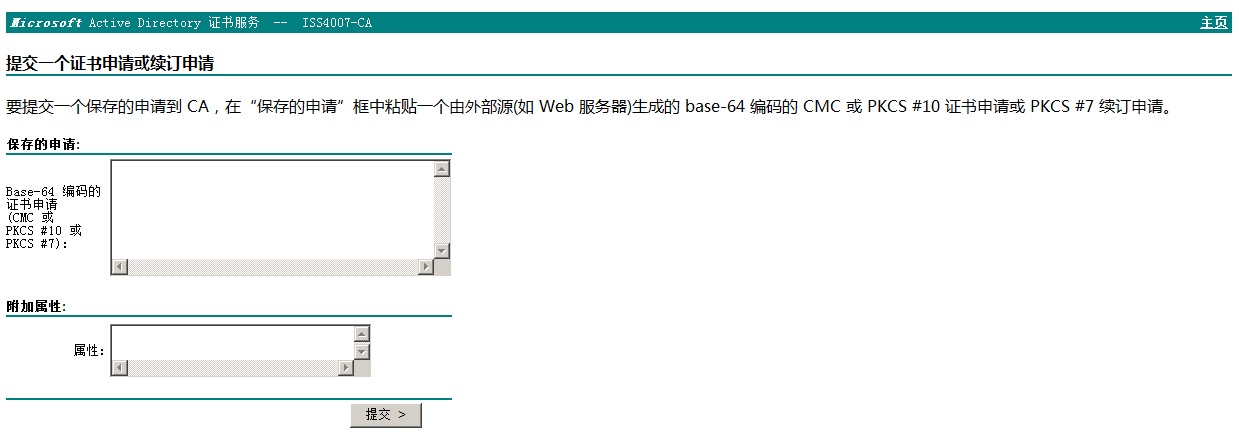 Microsoft Active Directory 证书服务 -- ISS4007-CA 主页
提交一个证书申请或续订申请
要提交一个保存的申请到 CA，在“保存的申请”框中粘贴一个由外部源(如 Web 服务器)生成的 base-64 编码的 CMC 或 PKCS #10 证书申请或 PKCS #7 续订申请。
保存的申请:
Base-64 编码的
证书申请
(CMC 或
PKCS #10 或
PKCS #7):
附加属性:
属性:
提交 >